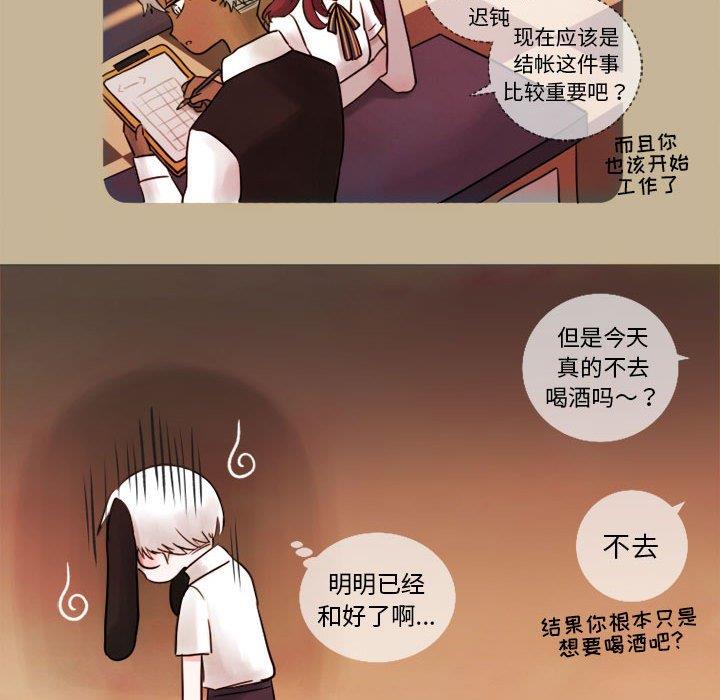 迟钝
现在应该是
结帐这件事
比较重要吧？
而且你
也该开始
工作了
但是今天
真的不去
喝酒吗～？
不去
明明已经
和好了啊...
结果你根本只是
想要喝酒吧?